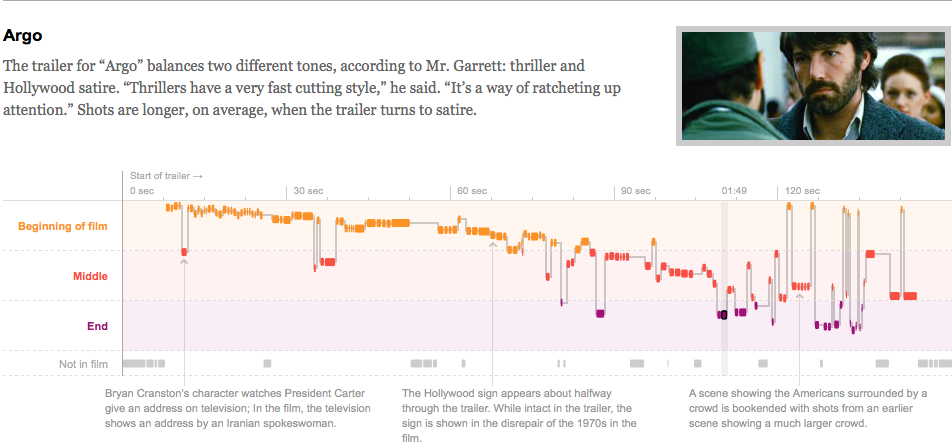 Argo
The trailer for “Argo” balances two different tones, according to Mr. Garrett: thriller and
Hollywood satire. “Thrillers have a very fast cutting style,” he said. “It’s a way of ratcheting up
attention.” Shots are longer, on average, when the trailer turns to satire.
Start of trailer →
0 sec
30 sec
60 sec
90 sec
01:49
120 sec
Beginning of film
Middle
End
Not in film
Bryan Cranston's character watches President Carter
give an address on television; In the film, the television
shows an address by an Iranian spokeswoman.
The Hollywood sign appears about halfway
through the trailer. While intact in the trailer, the
sign is shown in the disrepair of the 1970s in the
film.
A scene showing the Americans surrounded by a
crowd is bookended with shots from an earlier
scene showing a much larger crowd.